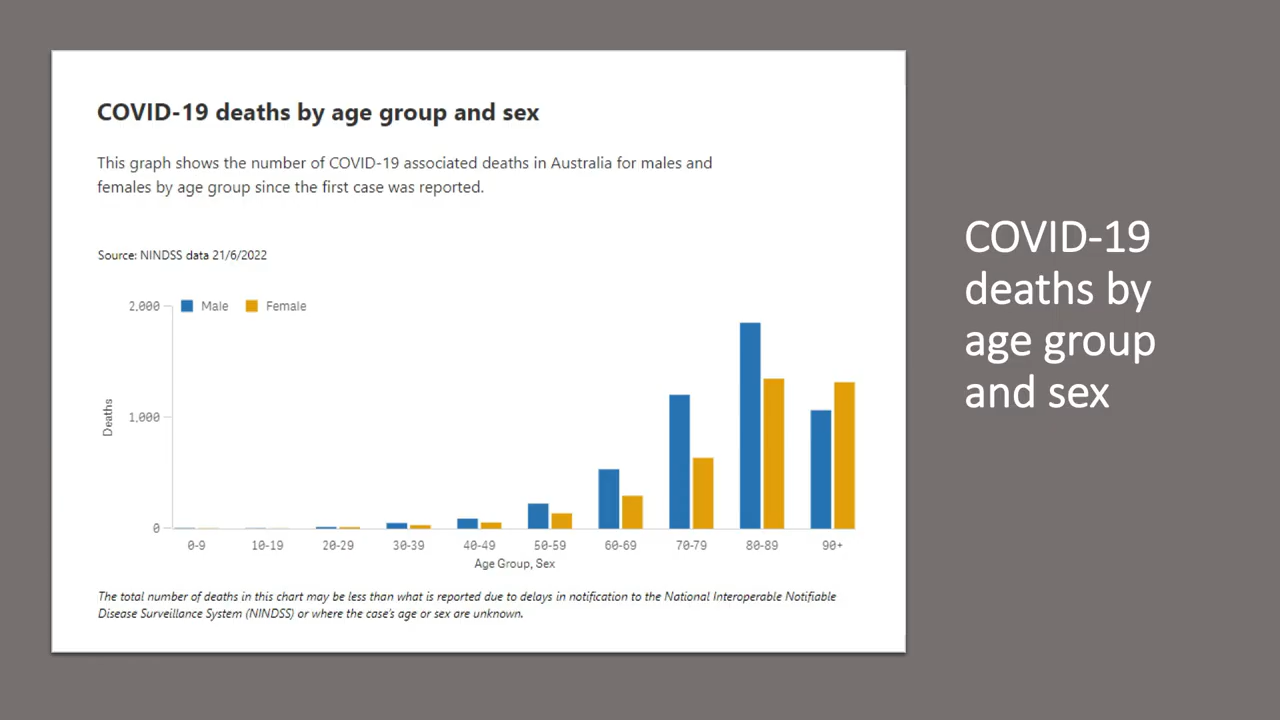 COVID-19 deaths by age group and sex
This graph shows the number of COVID-19 associated deaths in Australia for males and
females by age group since the first case was reported.
Source: NINDSS data 21/6/2022
2,000
Male
Female
1,000
0
Deaths
0-9
10-19
20-29
30-39
40-49
50-59
60-69
70-79
80-89
90+
Age Group, Sex
The total number of deaths in this chart may be less than what is reported due to delays in notification to the National Interoperable Notifiable
Disease Surveillance System (NINDSS) or where the case's age or sex are unknown.
COVID-19
deaths by
age group
and sex